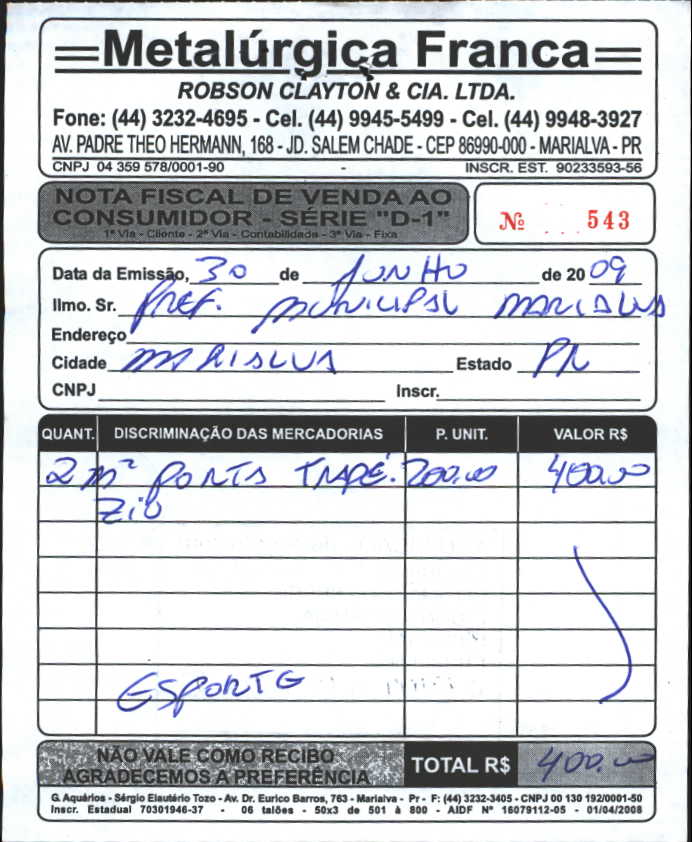 Metalúrgica Franca
ROBSON CLAYTON & CIA. LTDA.
Fone: (44) 3232-4695 - Cel. (44) 9945-5499 - Cel. (44) 9948-3927
AV. PADRE THEO HERMANN, 168 - JD. SALEM CHADE - CEP 86990-000 - MARIALVA - PR
CNPJ 04 359 578/0001-90 - INSCR. EST. 90233593-56
NOTA FISCAL DE VENDA AO
CONSUMIDOR - SÉRIE "D-1"
1ª Via - Cliente - 2ª Via - Contabilidade - 3ª Via - Fixa
Nº 543
Data da Emissão, 30 de JUNHO de 2009
Ilmo. Sr. PREF. MUNICIPAL MARIALVA
Endereço
Cidade MARIALVA Estado PR
CNPJ Inscr.
QUANT. DISCRIMINAÇÃO DAS MERCADORIAS P. UNIT. VALOR R$
2 m² PORTA TRAPÉ. 200.00 400.00
ZIO
ESPORTE
NÃO VALE COMO RECIBO
AGRADECEMOS A PREFERÊNCIA
TOTAL R$ 400.00
G. Aquários - Sérgio Elautério Tozo - Av. Dr. Eurico Barros, 763 - Marialva - Pr - F: (44) 3232-3405 - CNPJ 00 130 192/0001-50
Inscr. Estadual 70301946-37 - 06 talões - 50x3 de 501 à 800 - AIDF Nº 16079112-05 - 01/04/2008